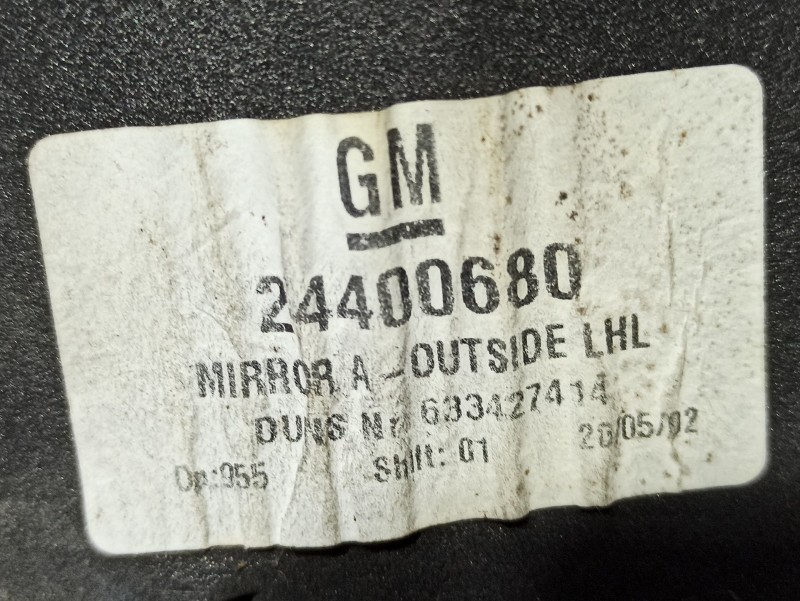 GM
24400680
MIRROR A - OUTSIDE LHL
DUNS Nr 633427414
Op:955 Shift: 01 20/05/02